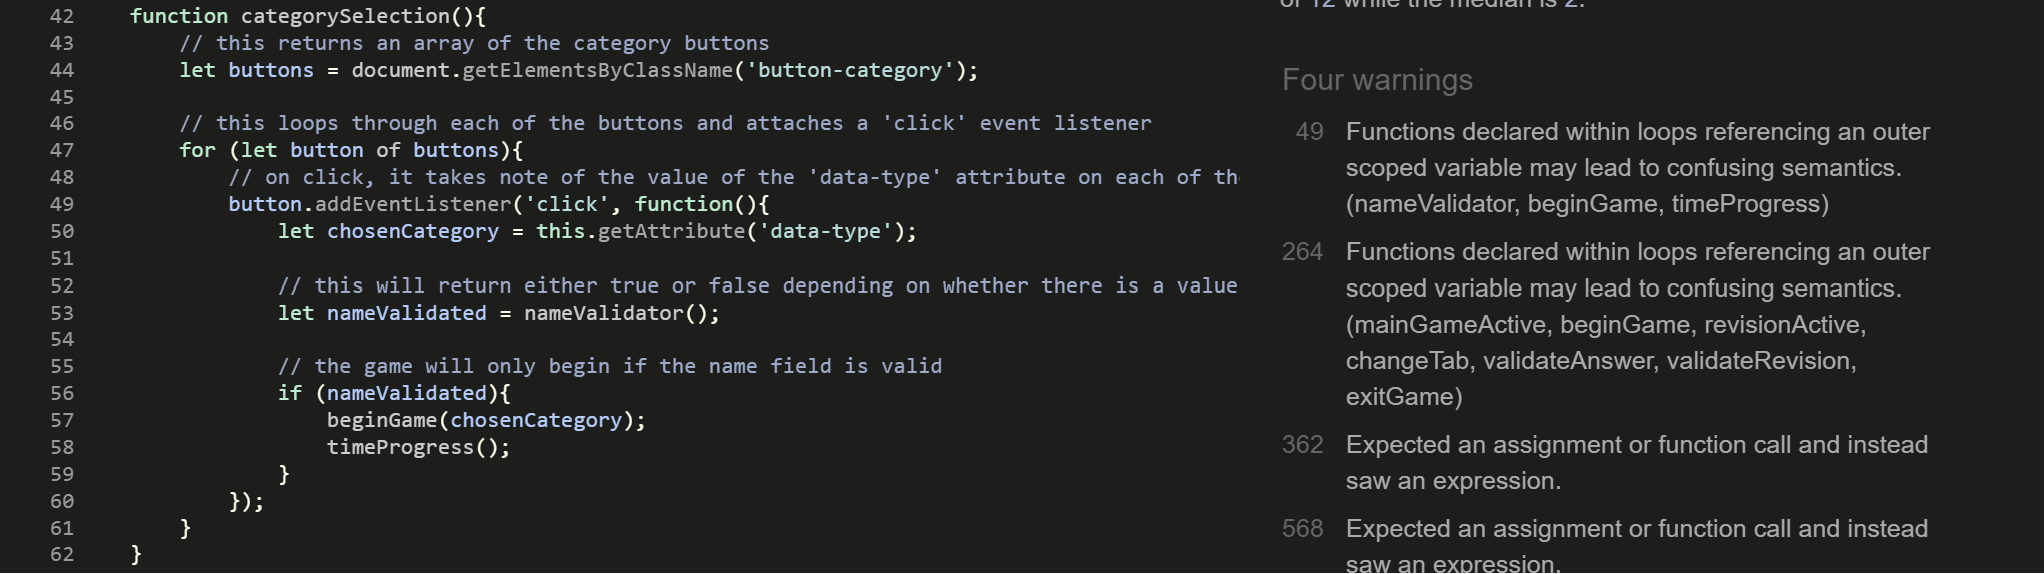 42 function categorySelection(){
43 // this returns an array of the category buttons
44 let buttons = document.getElementsByClassName('button-category');
45
46 // this loops through each of the buttons and attaches a 'click' event listener
47 for (let button of buttons){
48 // on click, it takes note of the value of the 'data-type' attribute on each of th
49 button.addEventListener('click', function(){
50 let chosenCategory = this.getAttribute('data-type');
51
52 // this will return either true or false depending on whether there is a value
53 let nameValidated = nameValidator();
54
55 // the game will only begin if the name field is valid
56 if (nameValidated){
57 beginGame(chosenCategory);
58 timeProgress();
59 }
60 });
61 }
62 }
of 12 while the median is 2.
Four warnings
49 Functions declared within loops referencing an outer
scoped variable may lead to confusing semantics.
(nameValidator, beginGame, timeProgress)
264 Functions declared within loops referencing an outer
scoped variable may lead to confusing semantics.
(mainGameActive, beginGame, revisionActive,
changeTab, validateAnswer, validateRevision,
exitGame)
362 Expected an assignment or function call and instead
saw an expression.
568 Expected an assignment or function call and instead
saw an expression.